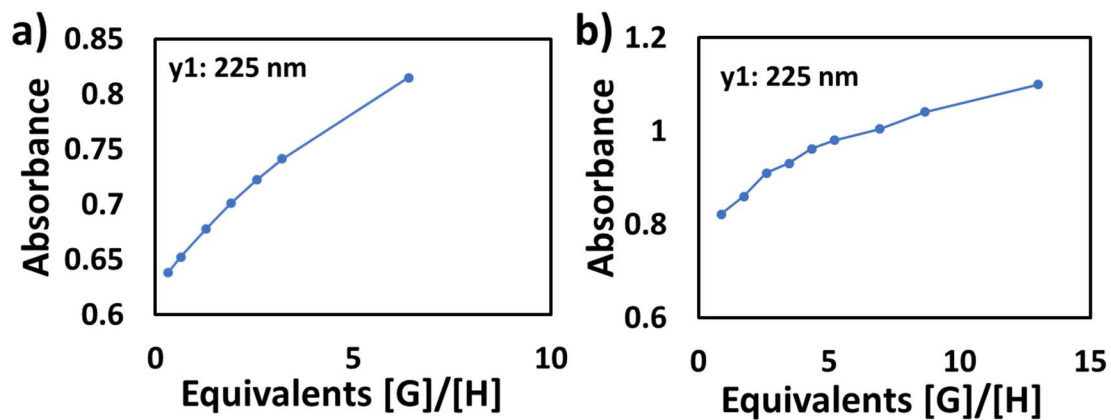 a)
0.85
0.8
0.75
0.7
0.65
0.6
Absorbance
y1: 225 nm
0 5 10
Equivalents [G]/[H]
b)
1.2
1
0.8
0.6
Absorbance
y1: 225 nm
0 5 10 15
Equivalents [G]/[H]